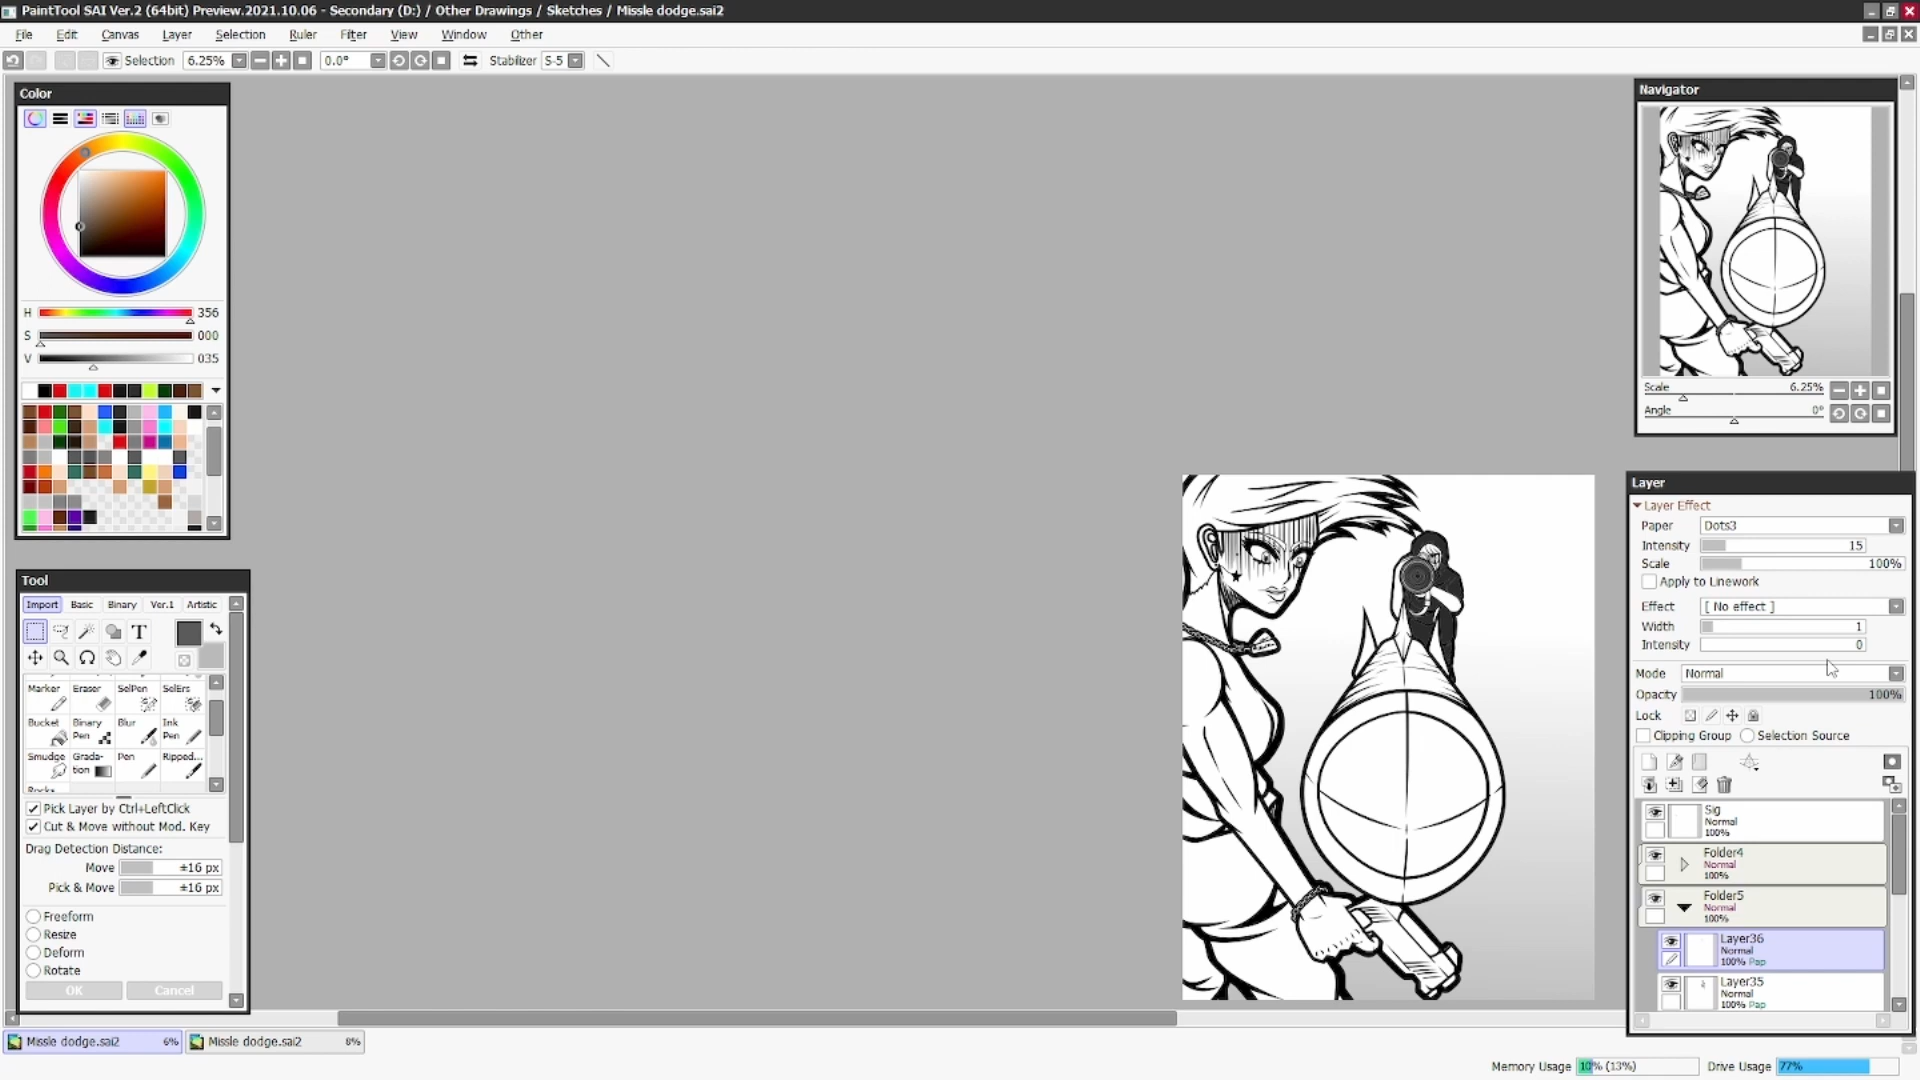 PaintTool SAI Ver.2 (64bit) Preview.2021.10.06 - Secondary (D:) / Other Drawings / Sketches / Missle dodge.sai2
File Edit Canvas Layer Selection Ruler Filter View Window Other
Selection 6.25% 0.0° Stabilizer S-5
Color
H 356
S 000
V 035
Tool
Import Basic Binary Ver.1 Artistic
T
Marker Eraser SelPen SelErs
Bucket Binary Pen Blur Ink Pen
Smudge Grada-tion Pen Ripped...
Rocks
Pick Layer by Ctrl+LeftClick
Cut & Move without Mod. Key
Drag Detection Distance:
Move ±16 px
Pick & Move ±16 px
Freeform
Resize
Deform
Rotate
OK Cancel
Navigator
Scale 6.25%
Angle 0°
Layer
Layer Effect
Paper Dots3
Intensity 15
Scale 100%
Apply to Linework
Effect [ No effect ]
Width 1
Intensity 0
Mode Normal
Opacity 100%
Lock
Clipping Group Selection Source
Sig
Normal
100%
Folder4
Normal
100%
Folder5
Normal
100%
Layer36
Normal
100% Pap
Layer35
Normal
100% Pap
Missle dodge.sai2 6% Missle dodge.sai2 8%
Memory Usage 10% (13%) Drive Usage 77%